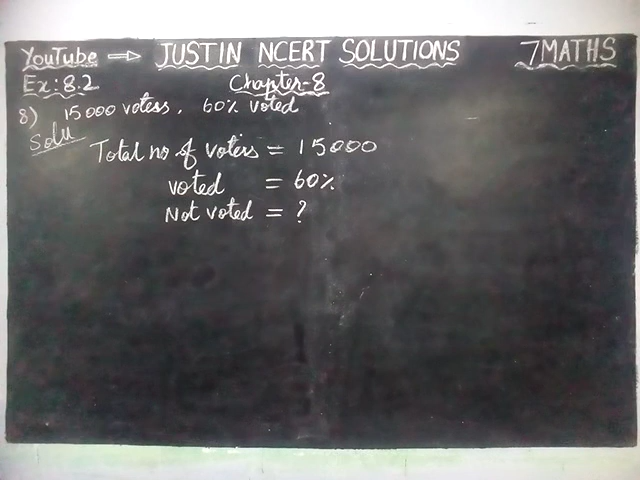 YouTube ⇒ JUSTIN NCERT SOLUTIONS 7MATHS
Ex: 8.2 Chapter-8
8) 15000 voters, 60% voted
Solu
Total no of voters = 15000
voted = 60%
Not voted = ?